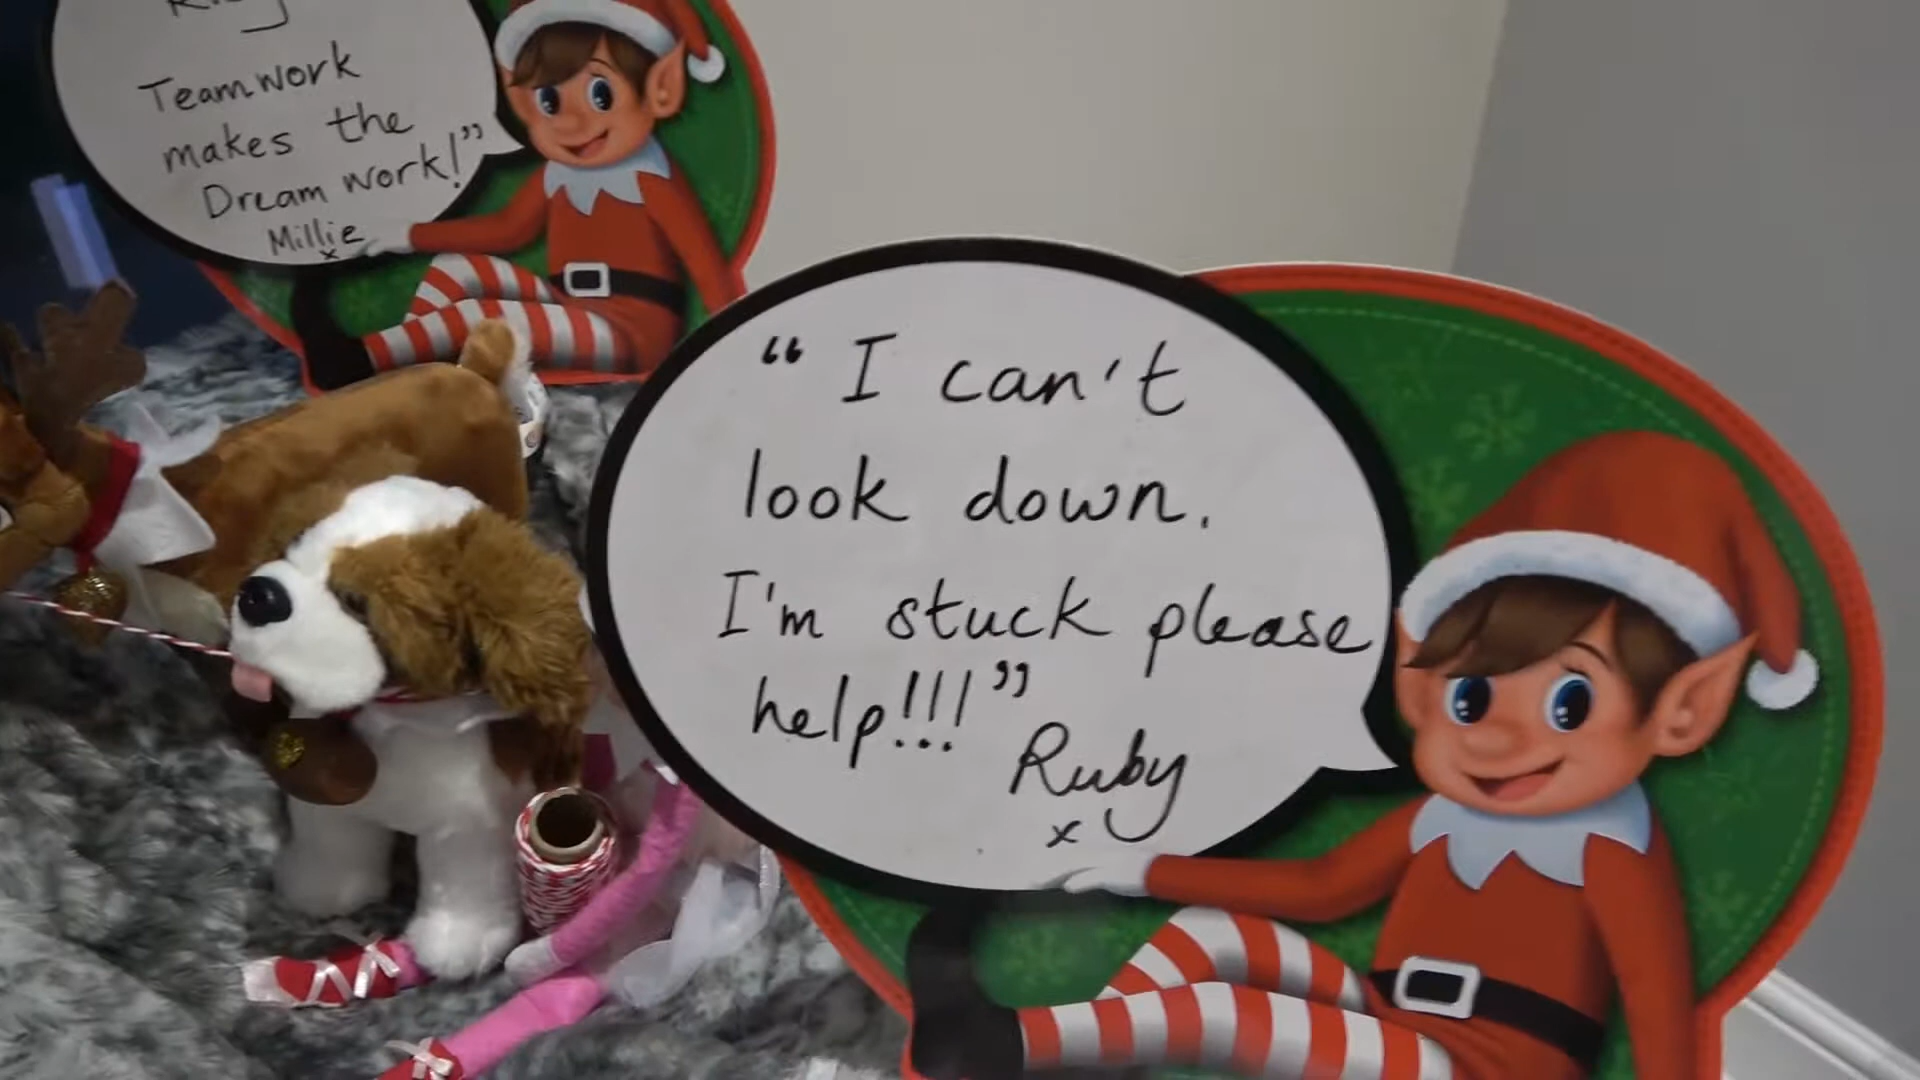 Teamwork
makes the
Dream work!”
Millie
x
“ I can't
look down.
I'm stuck please
help!!!”
Ruby
x